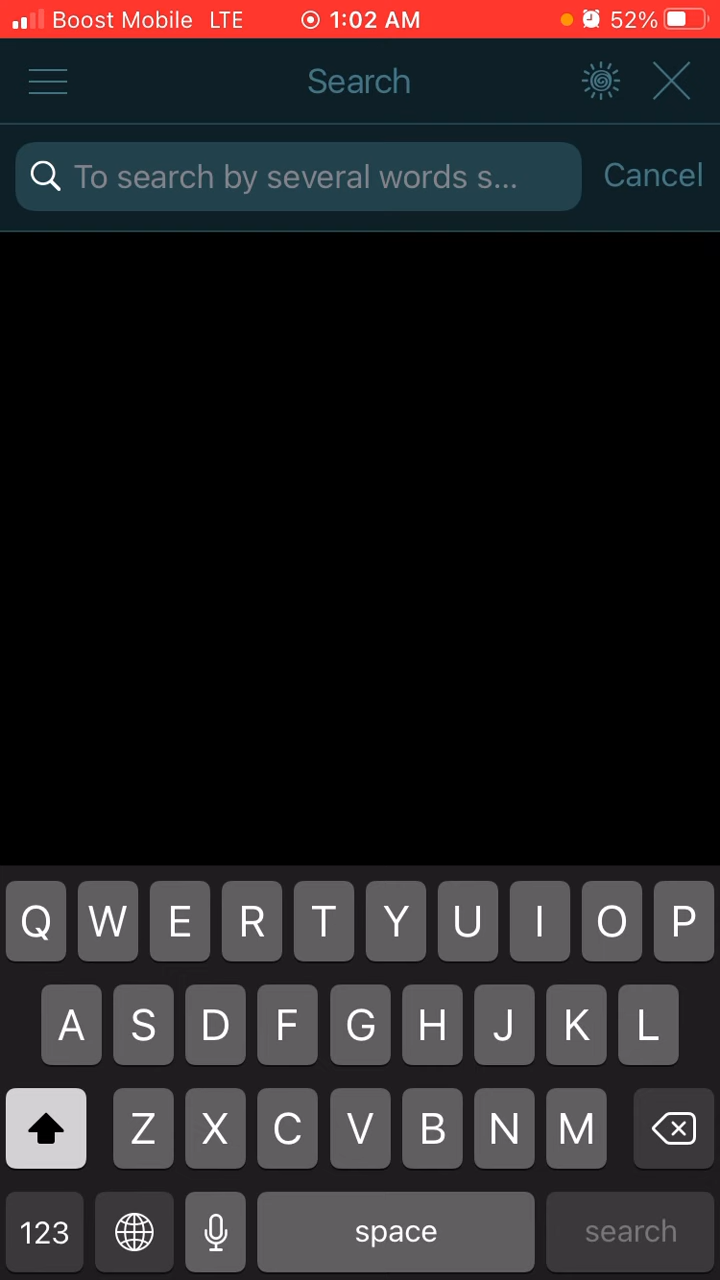 Boost Mobile LTE 1:02 AM 52%
Search
To search by several words s... Cancel
Q W E R T Y U I O P
A S D F G H J K L
Z X C V B N M
123 space search